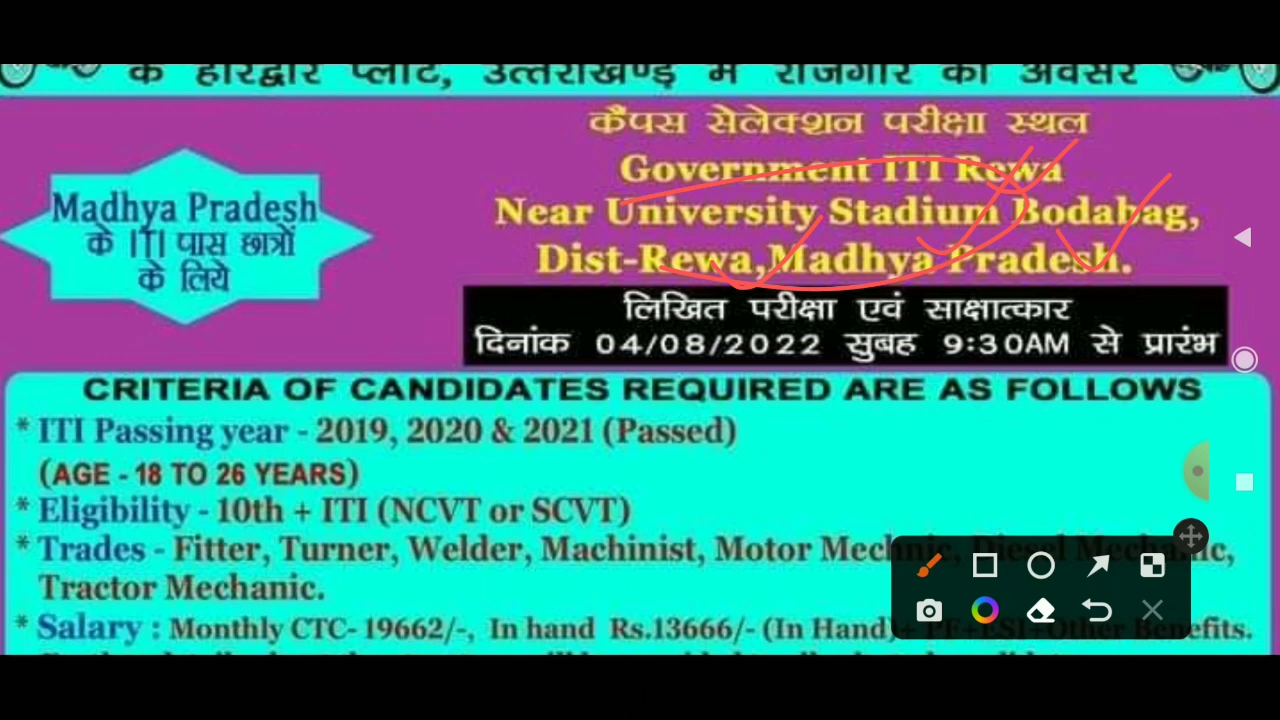 के हरिद्वार प्लांट, उत्तराखण्ड में रोजगार का अवसर
कैंपस सेलेक्शन परीक्षा स्थल
Government ITI Rewa
Near University Stadium Bodabag,
Dist-Rewa,Madhya Pradesh.
Madhya Pradesh
के ITI पास छात्रों
के लिये
लिखित परीक्षा एवं साक्षात्कार
दिनांक 04/08/2022 सुबह 9:30AM से प्रारंभ
CRITERIA OF CANDIDATES REQUIRED ARE AS FOLLOWS
* ITI Passing year - 2019, 2020 & 2021 (Passed)
(AGE - 18 TO 26 YEARS)
* Eligibility - 10th + ITI (NCVT or SCVT)
* Trades - Fitter, Turner, Welder, Machinist, Motor Mechnic, Diesel Mechanic,
Tractor Mechanic.
* Salary : Monthly CTC- 19662/-, In hand Rs.13666/- (In Hand)+ PF+ESI+Other Benefits.